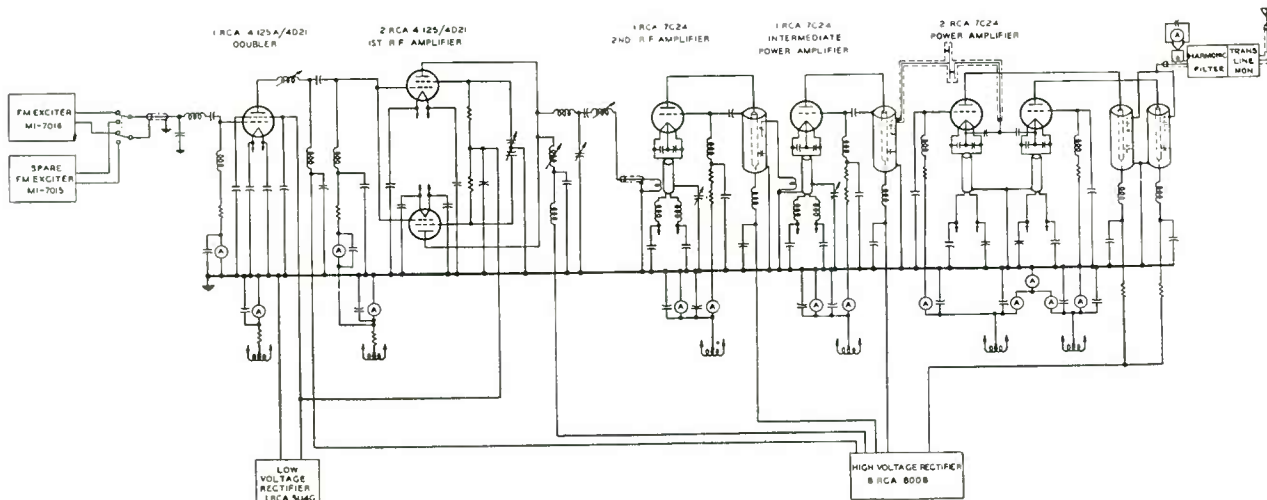 1 RCA 4 125A/4D21
DOUBLER
2 RCA 4 125/4D21
1ST R F AMPLIFIER
1 RCA 7C24
2ND R F AMPLIFIER
1 RCA 7C24
INTERMEDIATE
POWER AMPLIFIER
2 RCA 7C24
POWER AMPLIFIER
A
HARMONIC
FILTER
TRANS
LINE
MON
FM EXCITER
MI-7016
SPARE
FM EXCITER
MI-7015
A
A
A
A
A
A
A
A
A
A
A
A
A
LOW
VOLTAGE
RECTIFIER
1 RCA 5U4G
HIGH VOLTAGE RECTIFIER
8 RCA 8008